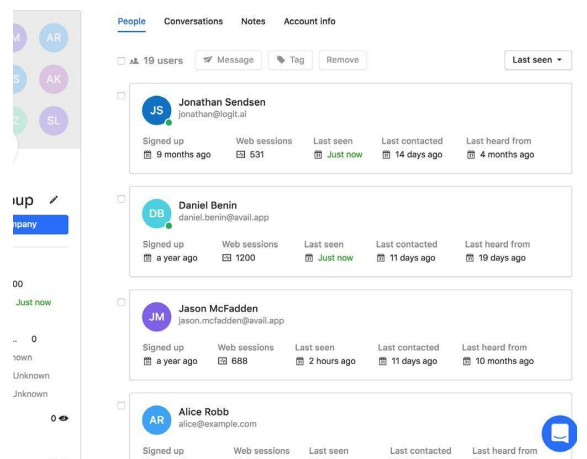 People Conversations Notes Account info
M AR
19 users Message Tag Remove Last seen
S AK
Z SL
JS Jonathan Sendsen
jonathan@logit.ai
Signed up Web sessions Last seen Last contacted Last heard from
9 months ago 531 Just now 14 days ago 4 months ago
oup
mpany
DB Daniel Benin
daniel.benin@avail.app
Signed up Web sessions Last seen Last contacted Last heard from
a year ago 1200 Just now 11 days ago 19 days ago
00
Just now
JM Jason McFadden
jason.mcfadden@avail.app
.. 0
Signed up Web sessions Last seen Last contacted Last heard from
a year ago 688 2 hours ago 11 days ago 10 months ago
nown
Unknown
Jnknown
AR Alice Robb
alice@example.com
0
Signed up Web sessions Last seen Last contacted Last heard from